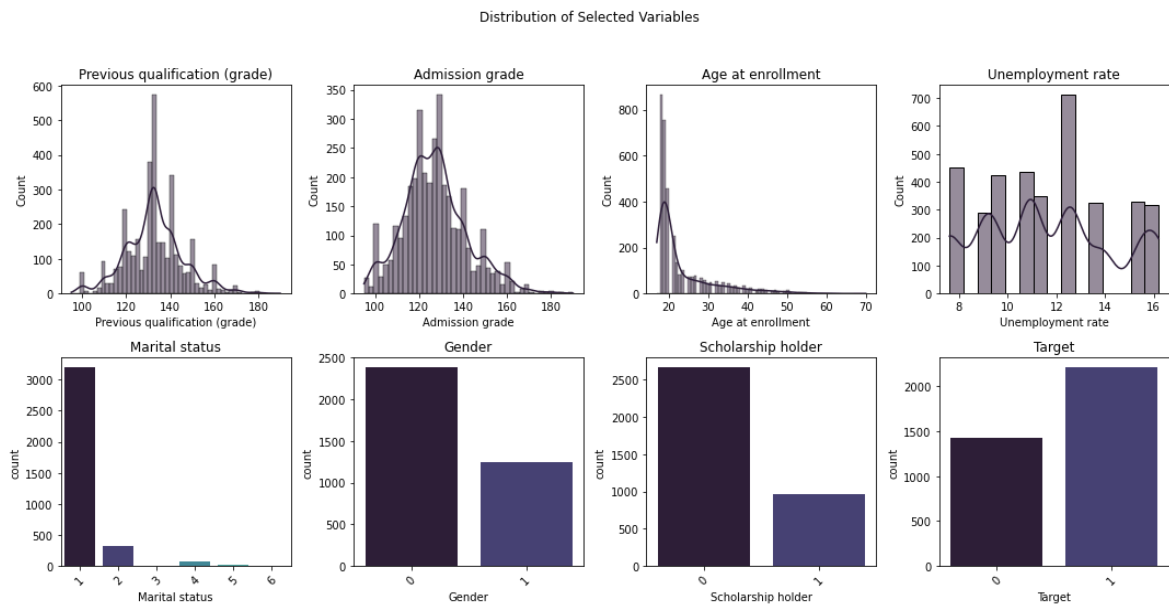 Distribution of Selected Variables
Previous qualification (grade)
Count
600
500
400
300
200
100
0
100 120 140 160 180
Previous qualification (grade)
Admission grade
Count
350
300
250
200
150
100
50
0
100 120 140 160 180
Admission grade
Age at enrollment
Count
800
600
400
200
0
20 30 40 50 60 70
Age at enrollment
Unemployment rate
Count
700
600
500
400
300
200
100
0
8 10 12 14 16
Unemployment rate
Marital status
count
3000
2500
2000
1500
1000
500
0
1 2 3 4 5 6
Marital status
Gender
count
2500
2000
1500
1000
500
0
0 1
Gender
Scholarship holder
count
2500
2000
1500
1000
500
0
0 1
Scholarship holder
Target
count
2000
1500
1000
500
0
0 1
Target